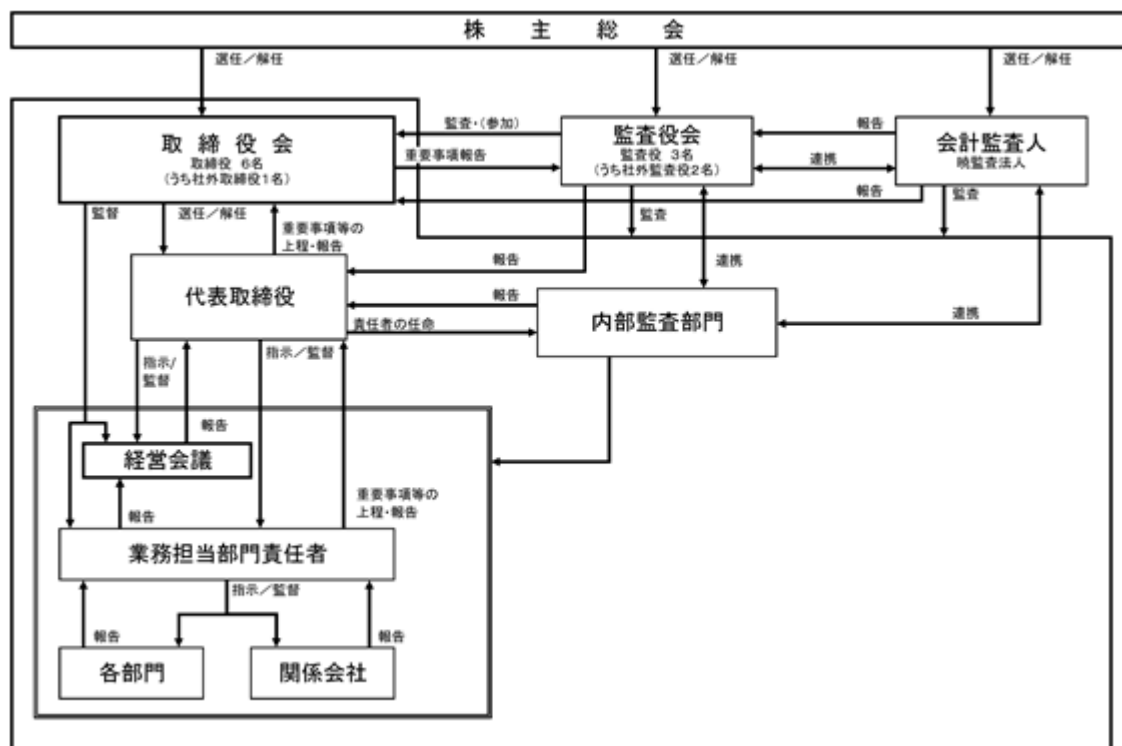 株主総会
選任/解任
選任/解任
選任/解任
取締役会
取締役 6名
(うち社外取締役1名)
監査・(参加)
重要事項報告
監査役会
監査役 3名
(うち社外監査役2名)
報告
連携
会計監査人
暁監査法人
報告
監査
監査
監督
選任/解任
重要事項等の
上程・報告
報告
連携
代表取締役
報告
責任者の任命
内部監査部門
連携
指示/
監督
指示/監督
報告
経営会議
報告
重要事項等の
上程・報告
業務担当部門責任者
指示/監督
報告
報告
各部門
関係会社